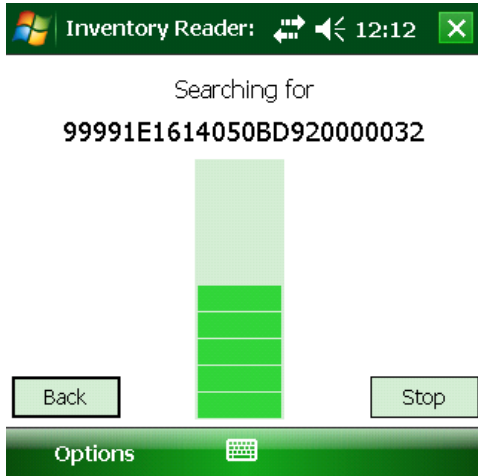 Inventory Reader: 12:12
Searching for
99991E1614050BD920000032
Back Stop
Options